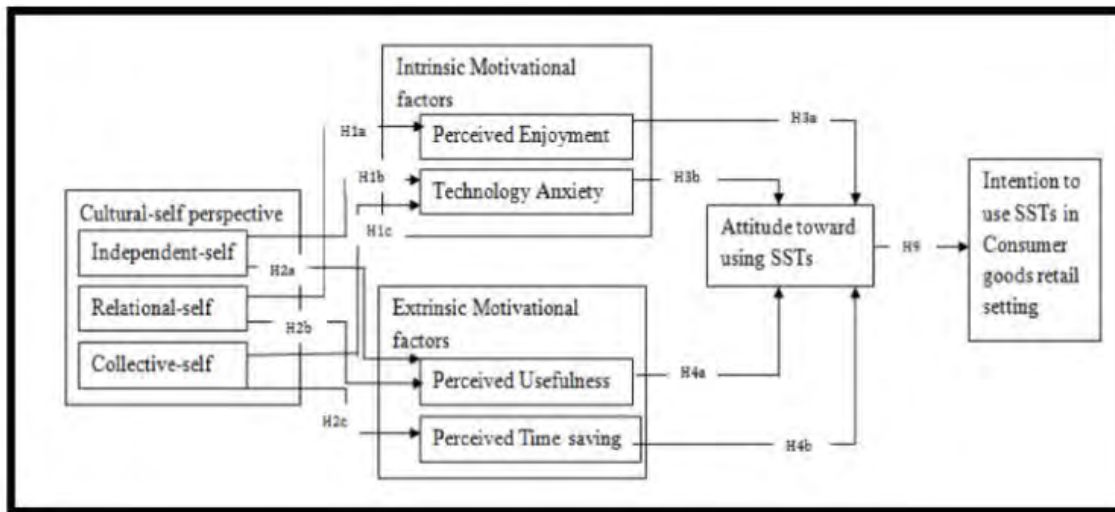 Intrinsic Motivational
factors
H1a
Perceived Enjoyment
H3a
H1b
Technology Anxiety
H3b
Cultural-self perspective
H1c
Independent-self
H2a
Relational-self
H2b
Collective-self
H2c
Extrinsic Motivational
factors
Perceived Usefulness
H4a
Perceived Time saving
H4b
Attitude toward
using SSTs
H9
Intention to
use SSTs in
Consumer
goods retail
setting